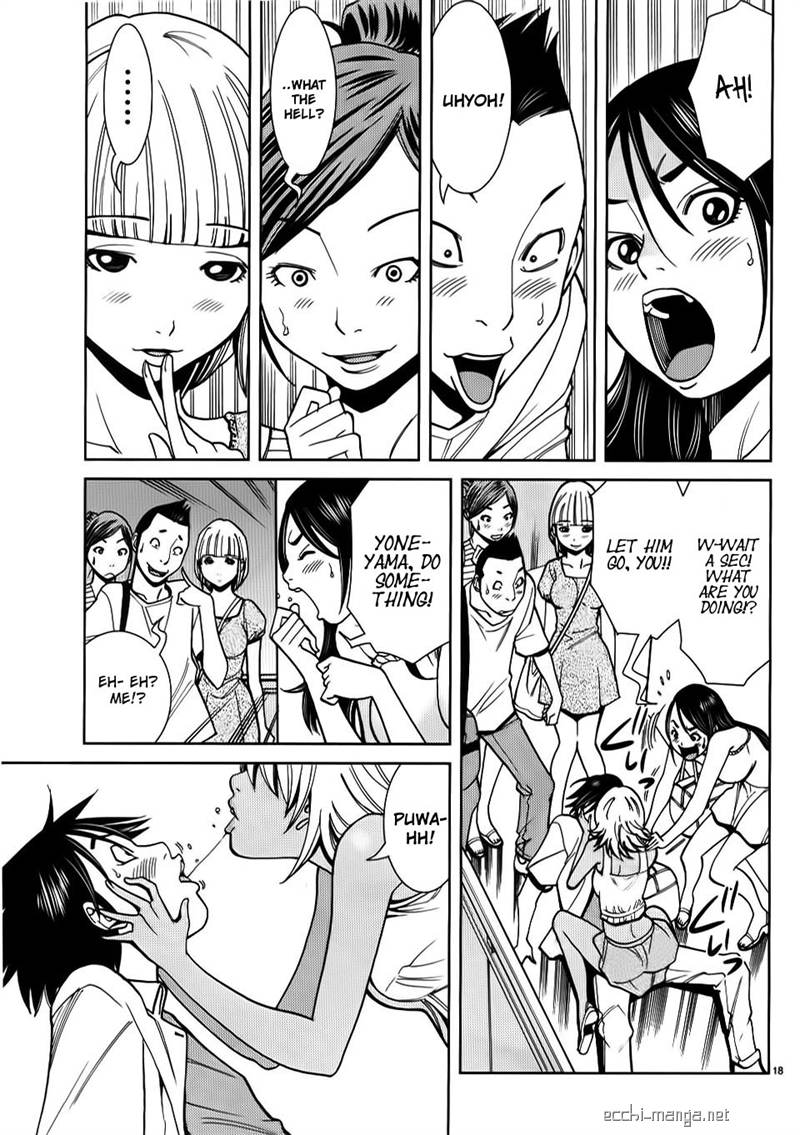 AH!
UHYOH!
..WHAT
THE
HELL?
......
W-WAIT
A SEC!
WHAT
ARE YOU
DOING!?
LET HIM
GO, YOU!!
YONE-
YAMA, DO
SOME-
THING!
EH- EH?
ME!?
PUWA-
HH!
18
ecchi-manga.net